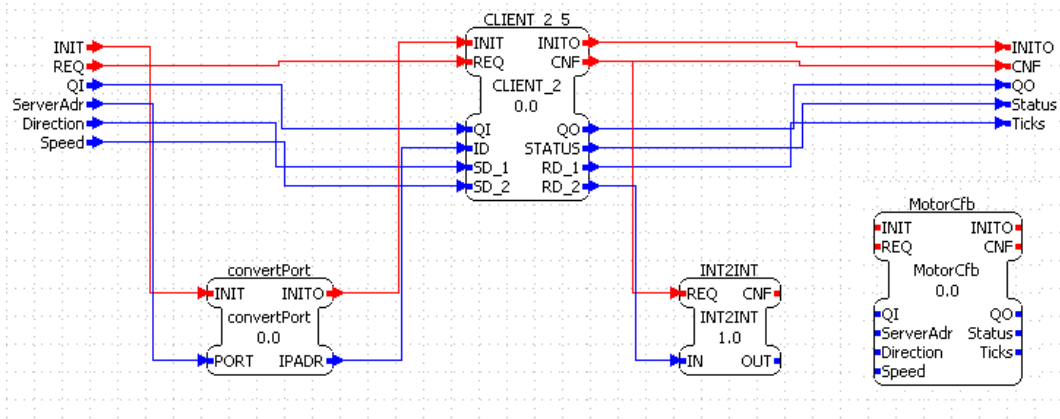 CLIENT_2_5
INIT
REQ
QI
ServerAdr
Direction
Speed
INIT INITO
REQ CNF
CLIENT_2
0.0
QI QO
ID STATUS
SD_1 RD_1
SD_2 RD_2
INITO
CNF
QO
Status
Ticks
convertPort
INIT INITO
convertPort
0.0
PORT IPADR
INT2INT
REQ CNF
INT2INT
1.0
IN OUT
MotorCfb
INIT INITO
REQ CNF
MotorCfb
0.0
QI QO
ServerAdr Status
Direction Ticks
Speed